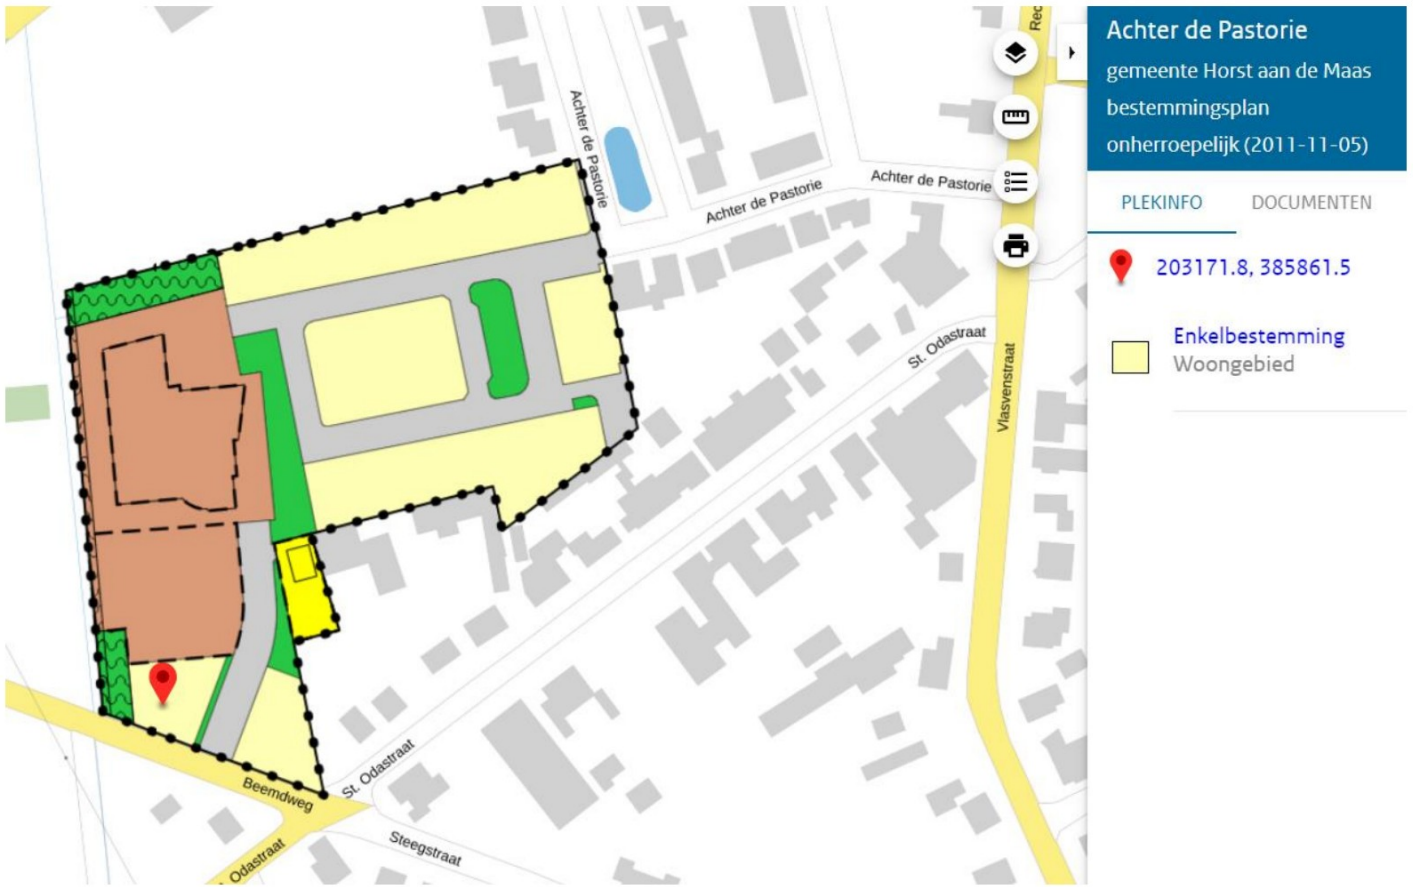 Achter de Pastorie
gemeente Horst aan de Maas
bestemmingsplan
onherroepelijk (2011-11-05)
PLEKINFO
DOCUMENTEN
203171.8, 385861.5
Enkelbestemming
Woongebied
Rec
Achter de Pastorie
Achter de Pastorie
Achter de Pastorie
St. Odastraat
Vlasvenstraat
St. Odastraat
Beemdweg
Steegstraat
Odastraat